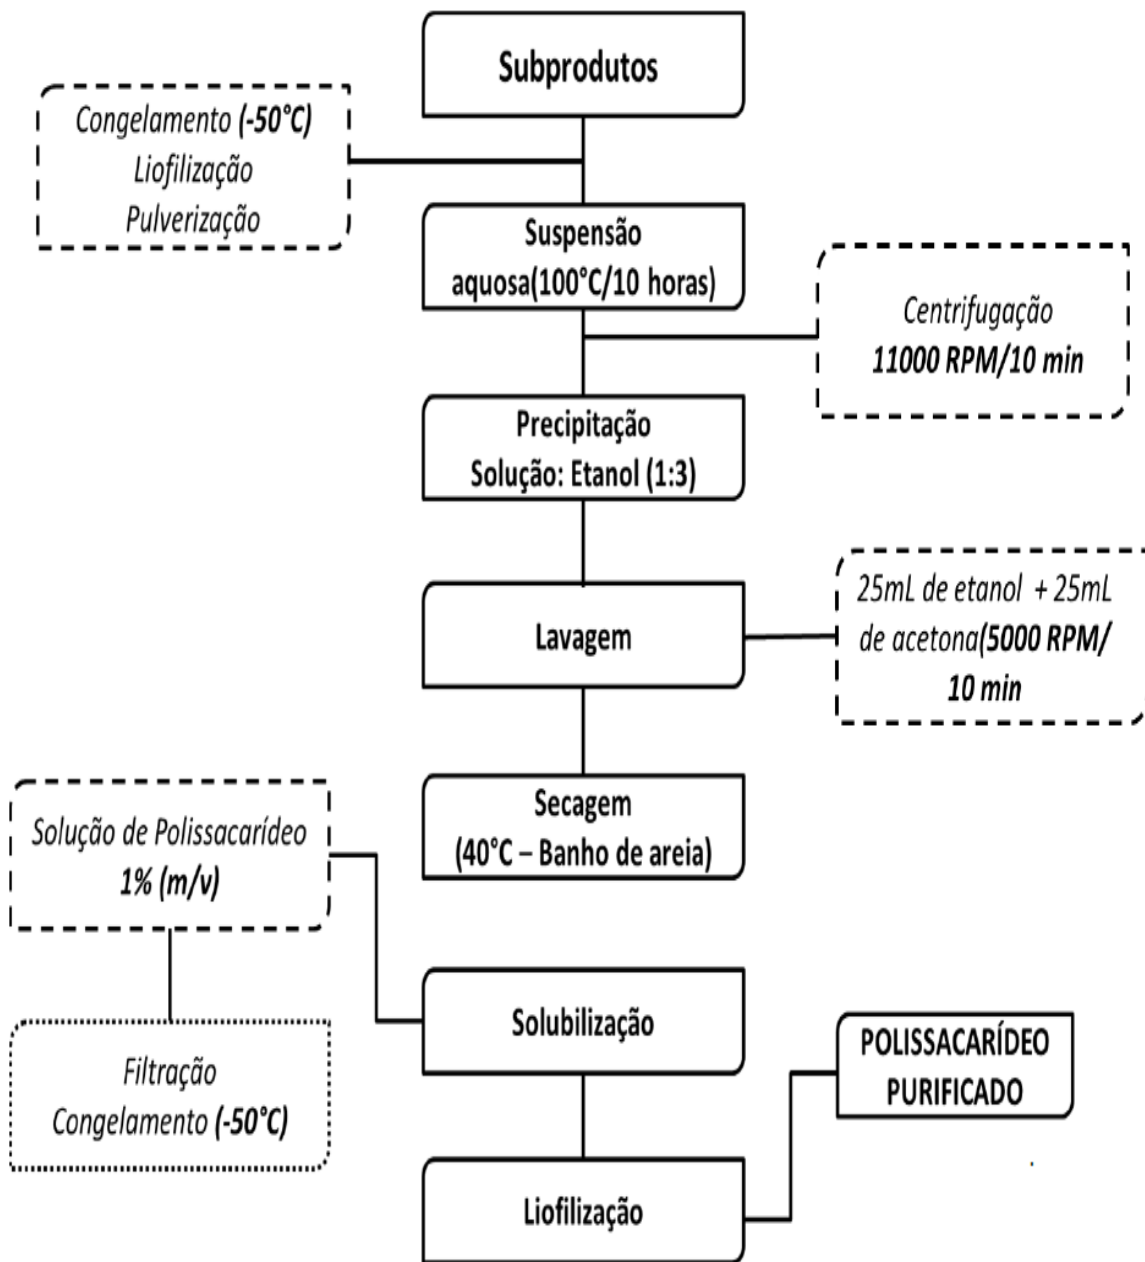 Subprodutos
Congelamento (-50°C)
Liofilização
Pulverização
Suspensão
aquosa(100°C/10 horas)
Centrifugação
11000 RPM/10 min
Precipitação
Solução: Etanol (1:3)
25mL de etanol + 25mL
de acetona(5000 RPM/
10 min
Lavagem
Secagem
(40°C – Banho de areia)
Solução de Polissacarídeo
1% (m/v)
Solubilização
Filtração
Congelamento (-50°C)
POLISSACARÍDEO
PURIFICADO
Liofilização